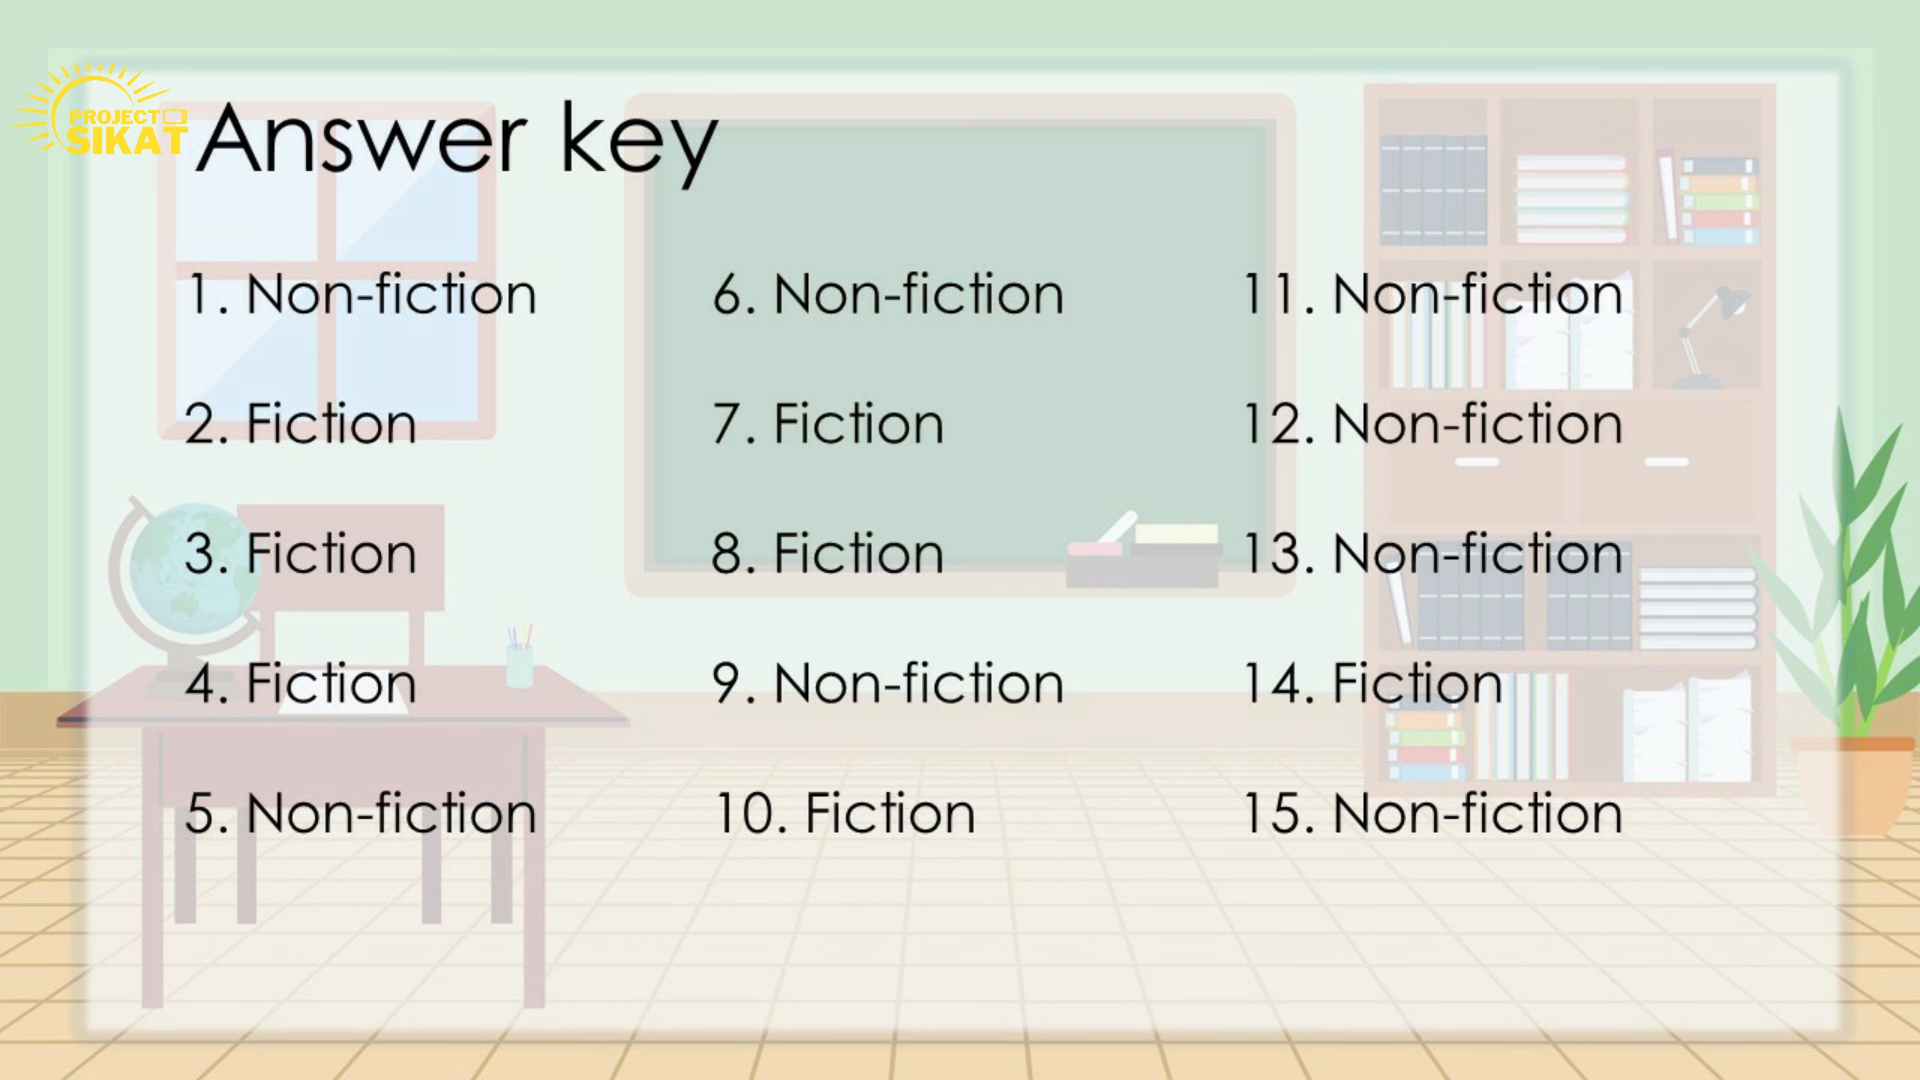 PROJECT
SIKAT
Answer key
1. Non-fiction
2. Fiction
3. Fiction
4. Fiction
5. Non-fiction
6. Non-fiction
7. Fiction
8. Fiction
9. Non-fiction
10. Fiction
11. Non-fiction
12. Non-fiction
13. Non-fiction
14. Fiction
15. Non-fiction